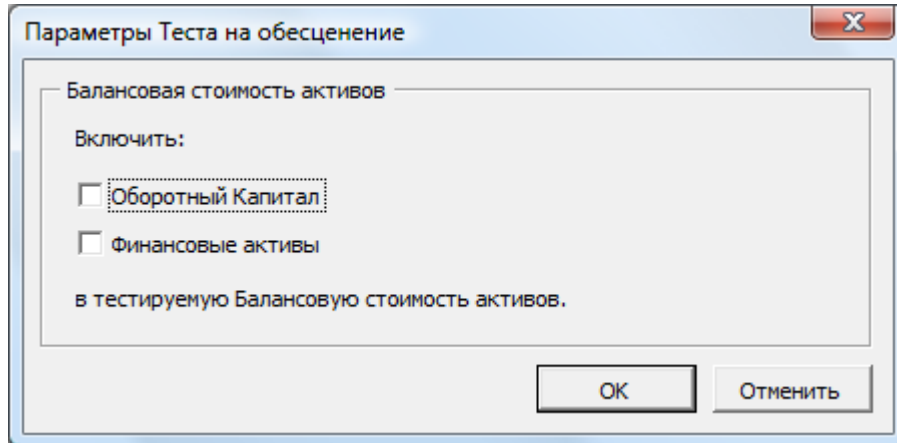 Параметры Теста на обесценение
Балансовая стоимость активов
Включить:
Оборотный Капитал
Финансовые активы
в тестируемую Балансовую стоимость активов.
OK
Отменить